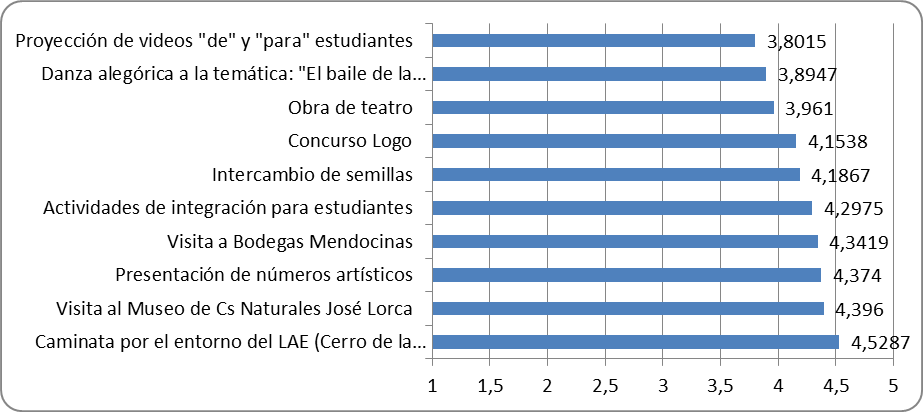 Proyección de videos "de" y "para" estudiantes 3,8015
Danza alegórica a la temática: "El baile de la... 3,8947
Obra de teatro 3,961
Concurso Logo 4,1538
Intercambio de semillas 4,1867
Actividades de integración para estudiantes 4,2975
Visita a Bodegas Mendocinas 4,3419
Presentación de números artísticos 4,374
Visita al Museo de Cs Naturales José Lorca 4,396
Caminata por el entorno del LAE (Cerro de la... 4,5287
1 1,5 2 2,5 3 3,5 4 4,5 5